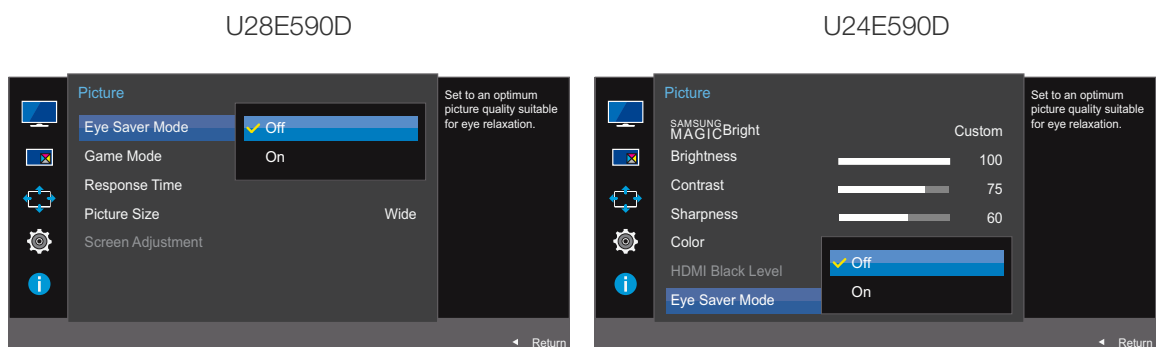 U28E590D
Picture
Eye Saver Mode
Off
Game Mode
On
Response Time
Picture Size Wide
Screen Adjustment
Set to an optimum
picture quality suitable
for eye relaxation.
Return
U24E590D
Picture
SAMSUNG
MAGICBright Custom
Brightness 100
Contrast 75
Sharpness 60
Color
Off
HDMI Black Level
On
Eye Saver Mode
Set to an optimum
picture quality suitable
for eye relaxation.
Return